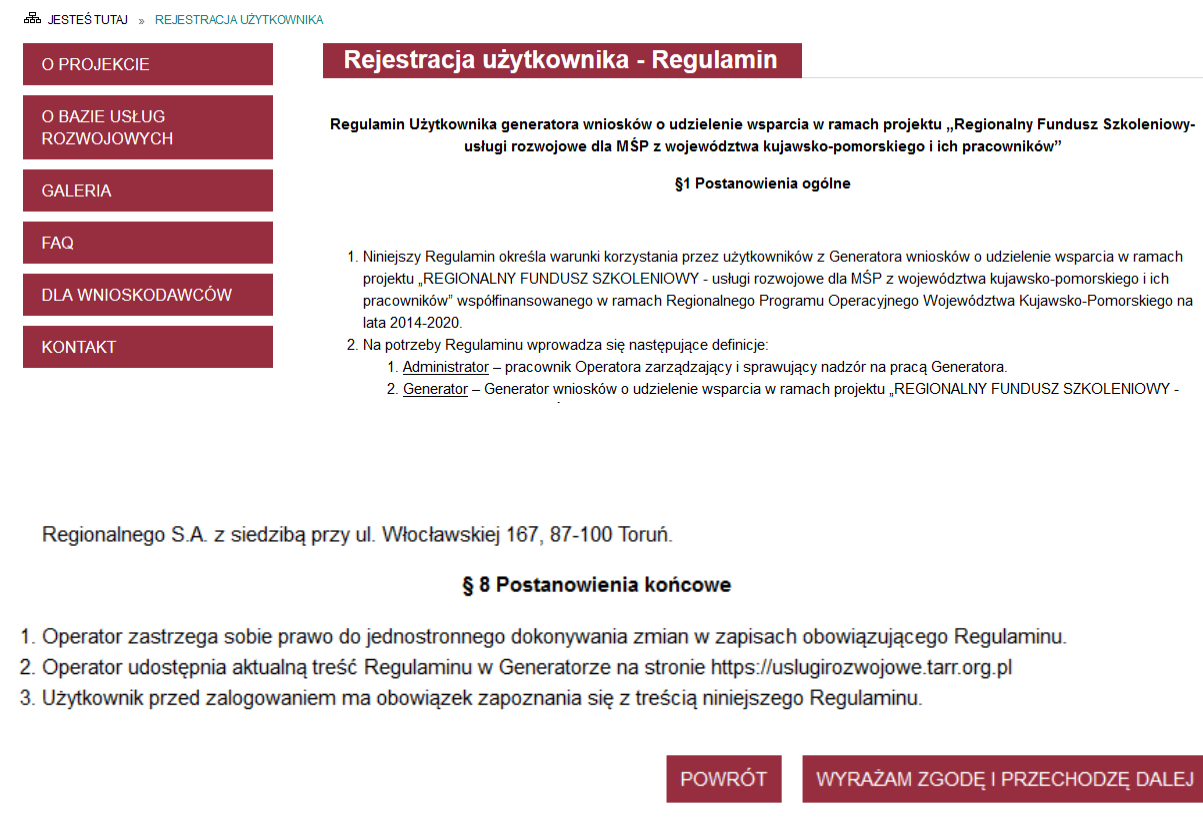 JESTEŚ TUTAJ » REJESTRACJA UŻYTKOWNIKA
O PROJEKCIE
O BAZIE USŁUG
ROZWOJOWYCH
GALERIA
FAQ
DLA WNIOSKODAWCÓW
KONTAKT
Rejestracja użytkownika - Regulamin
Regulamin Użytkownika generatora wniosków o udzielenie wsparcia w ramach projektu „Regionalny Fundusz Szkoleniowy-
usługi rozwojowe dla MŚP z województwa kujawsko-pomorskiego i ich pracowników”
§1 Postanowienia ogólne
1. Niniejszy Regulamin określa warunki korzystania przez użytkowników z Generatora wniosków o udzielenie wsparcia w ramach
projektu „REGIONALNY FUNDUSZ SZKOLENIOWY - usługi rozwojowe dla MŚP z województwa kujawsko-pomorskiego i ich
pracowników” współfinansowanego w ramach Regionalnego Programu Operacyjnego Województwa Kujawsko-Pomorskiego na
lata 2014-2020.
2. Na potrzeby Regulaminu wprowadza się następujące definicje:
1. Administrator – pracownik Operatora zarządzający i sprawujący nadzór na pracą Generatora.
2. Generator – Generator wniosków o udzielenie wsparcia w ramach projektu „REGIONALNY FUNDUSZ SZKOLENIOWY -
Regionalnego S.A. z siedzibą przy ul. Włocławskiej 167, 87-100 Toruń.
§ 8 Postanowienia końcowe
1. Operator zastrzega sobie prawo do jednostronnego dokonywania zmian w zapisach obowiązującego Regulaminu.
2. Operator udostępnia aktualną treść Regulaminu w Generatorze na stronie https://uslugirozwojowe.tarr.org.pl
3. Użytkownik przed zalogowaniem ma obowiązek zapoznania się z treścią niniejszego Regulaminu.
POWRÓT
WYRAŻAM ZGODĘ I PRZECHODZĘ DALEJ